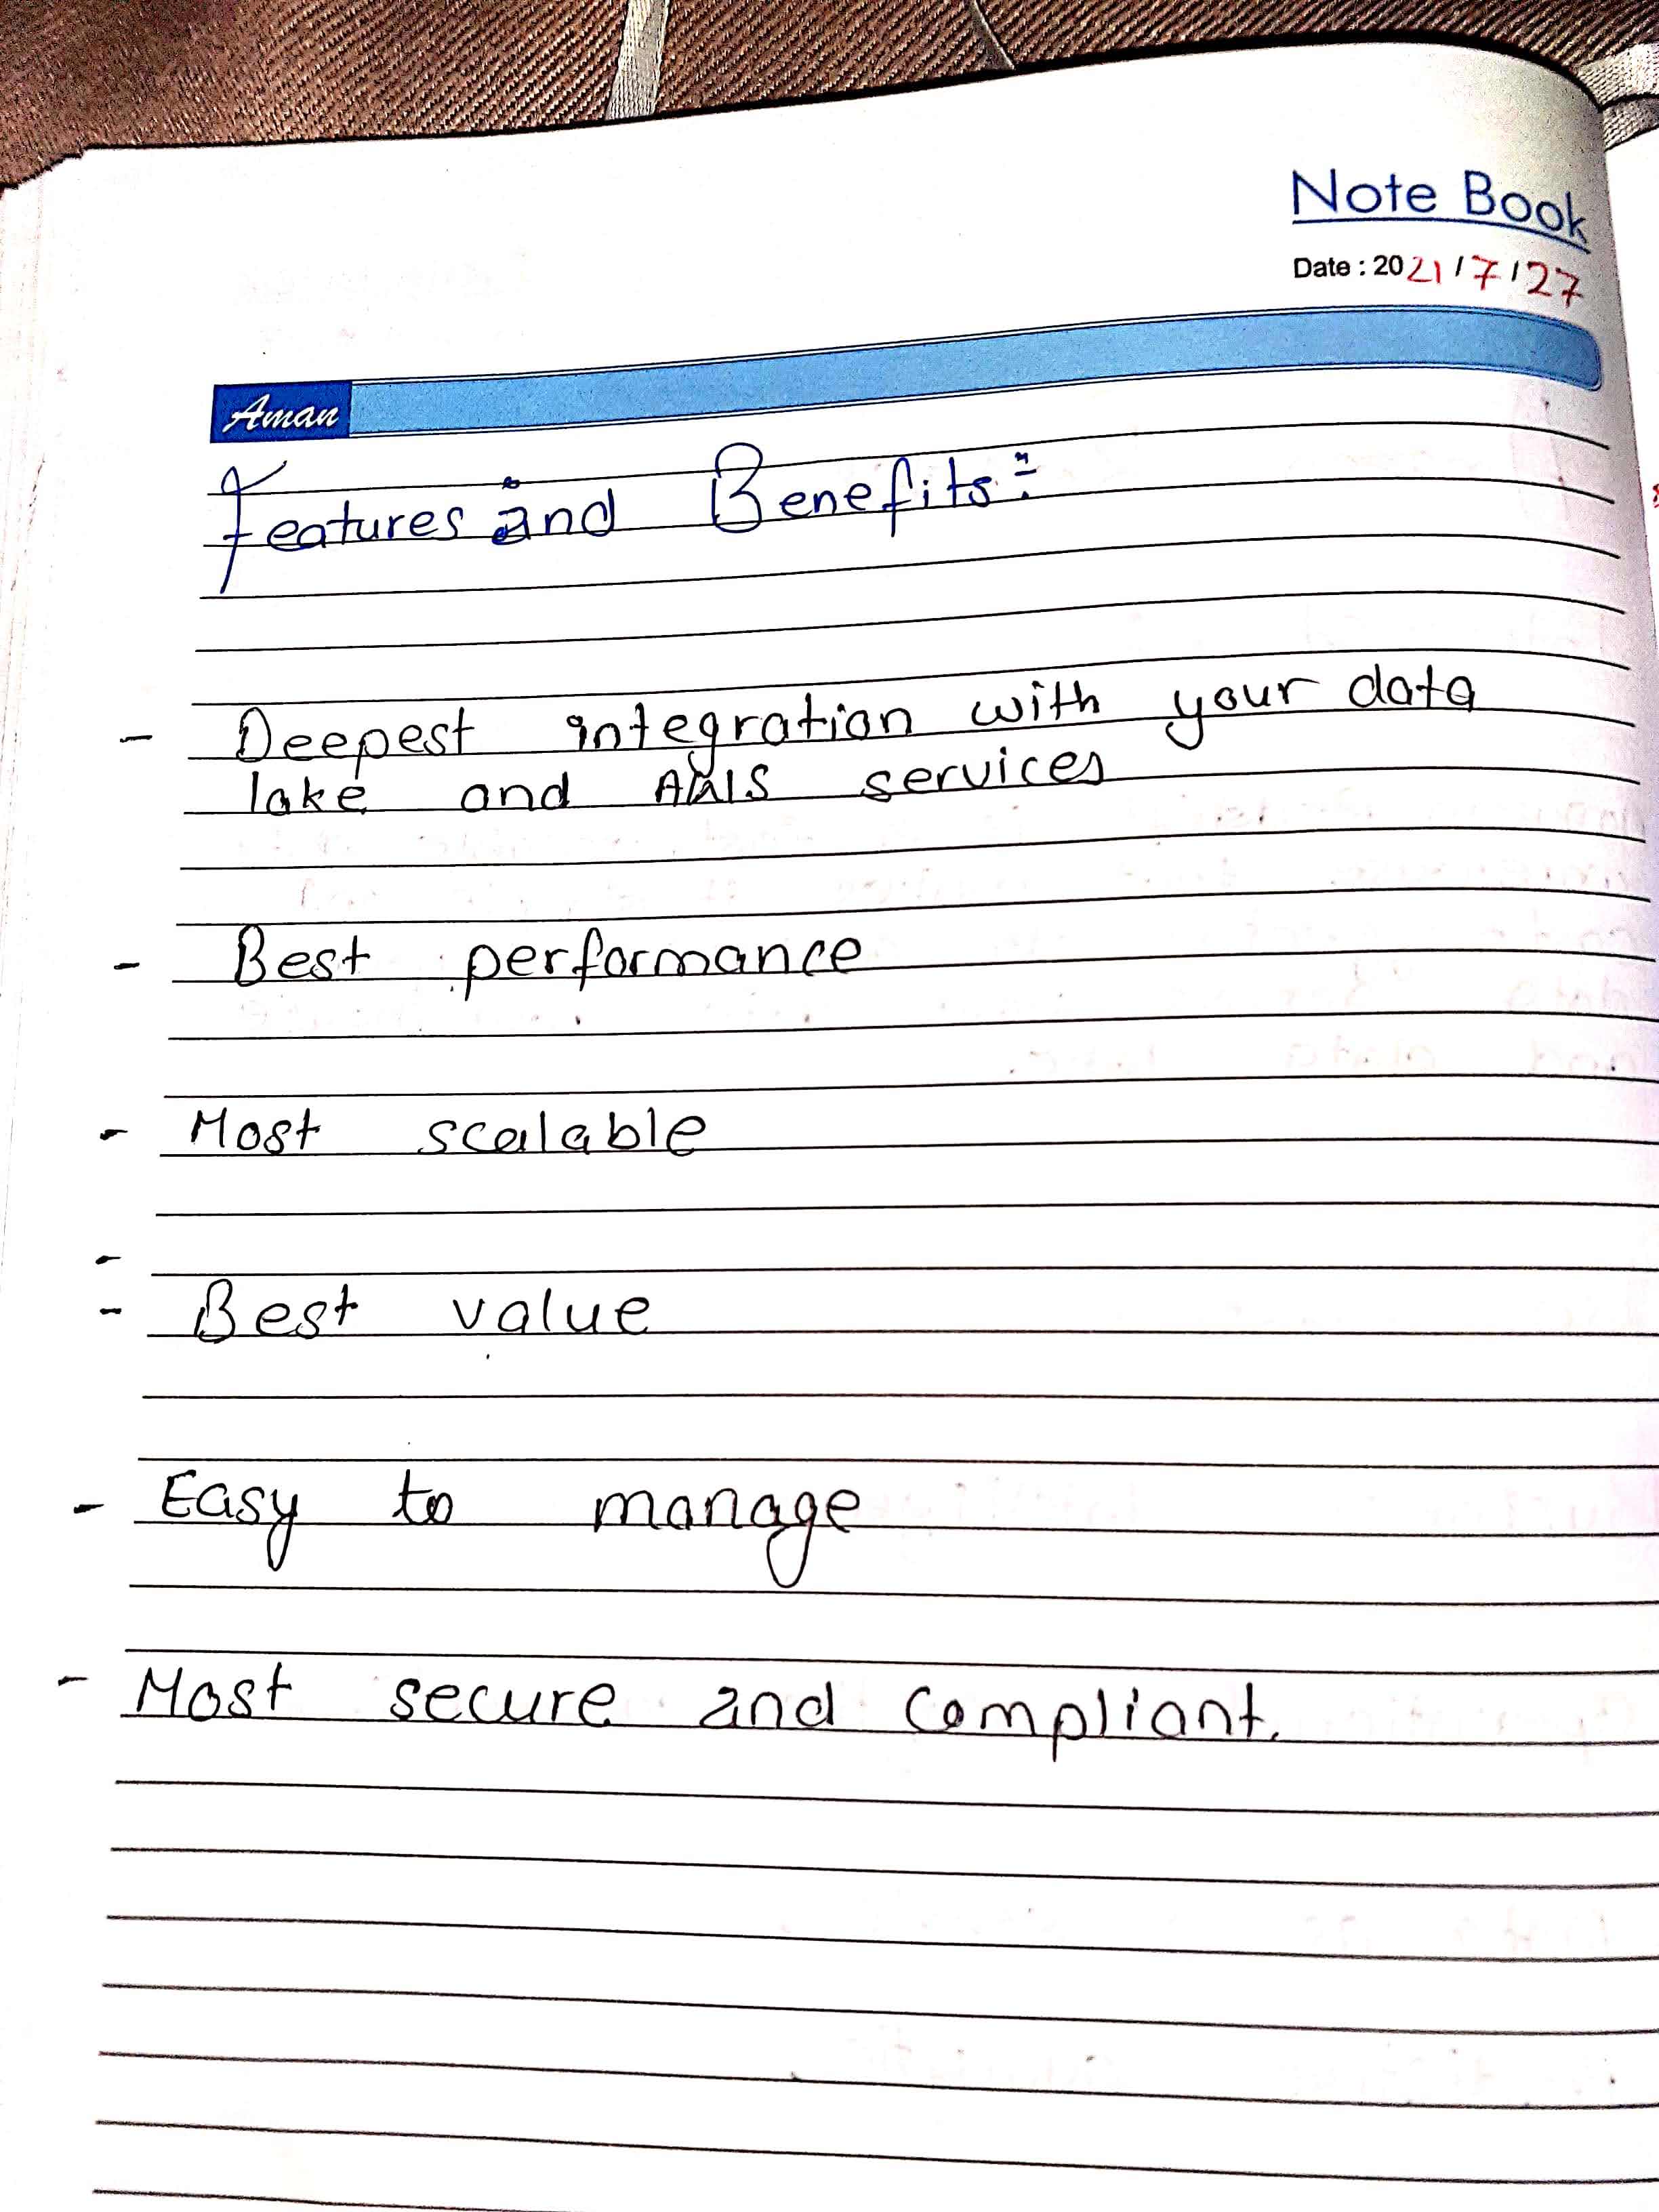 Note Book
Date : 2021/7/27
Aman
Features and Benefits:
- Deepest integration with your data
lake and AWS services
- Best performance
- Most scalable
-
- Best value
- Easy to manage
- Most secure and compliant.